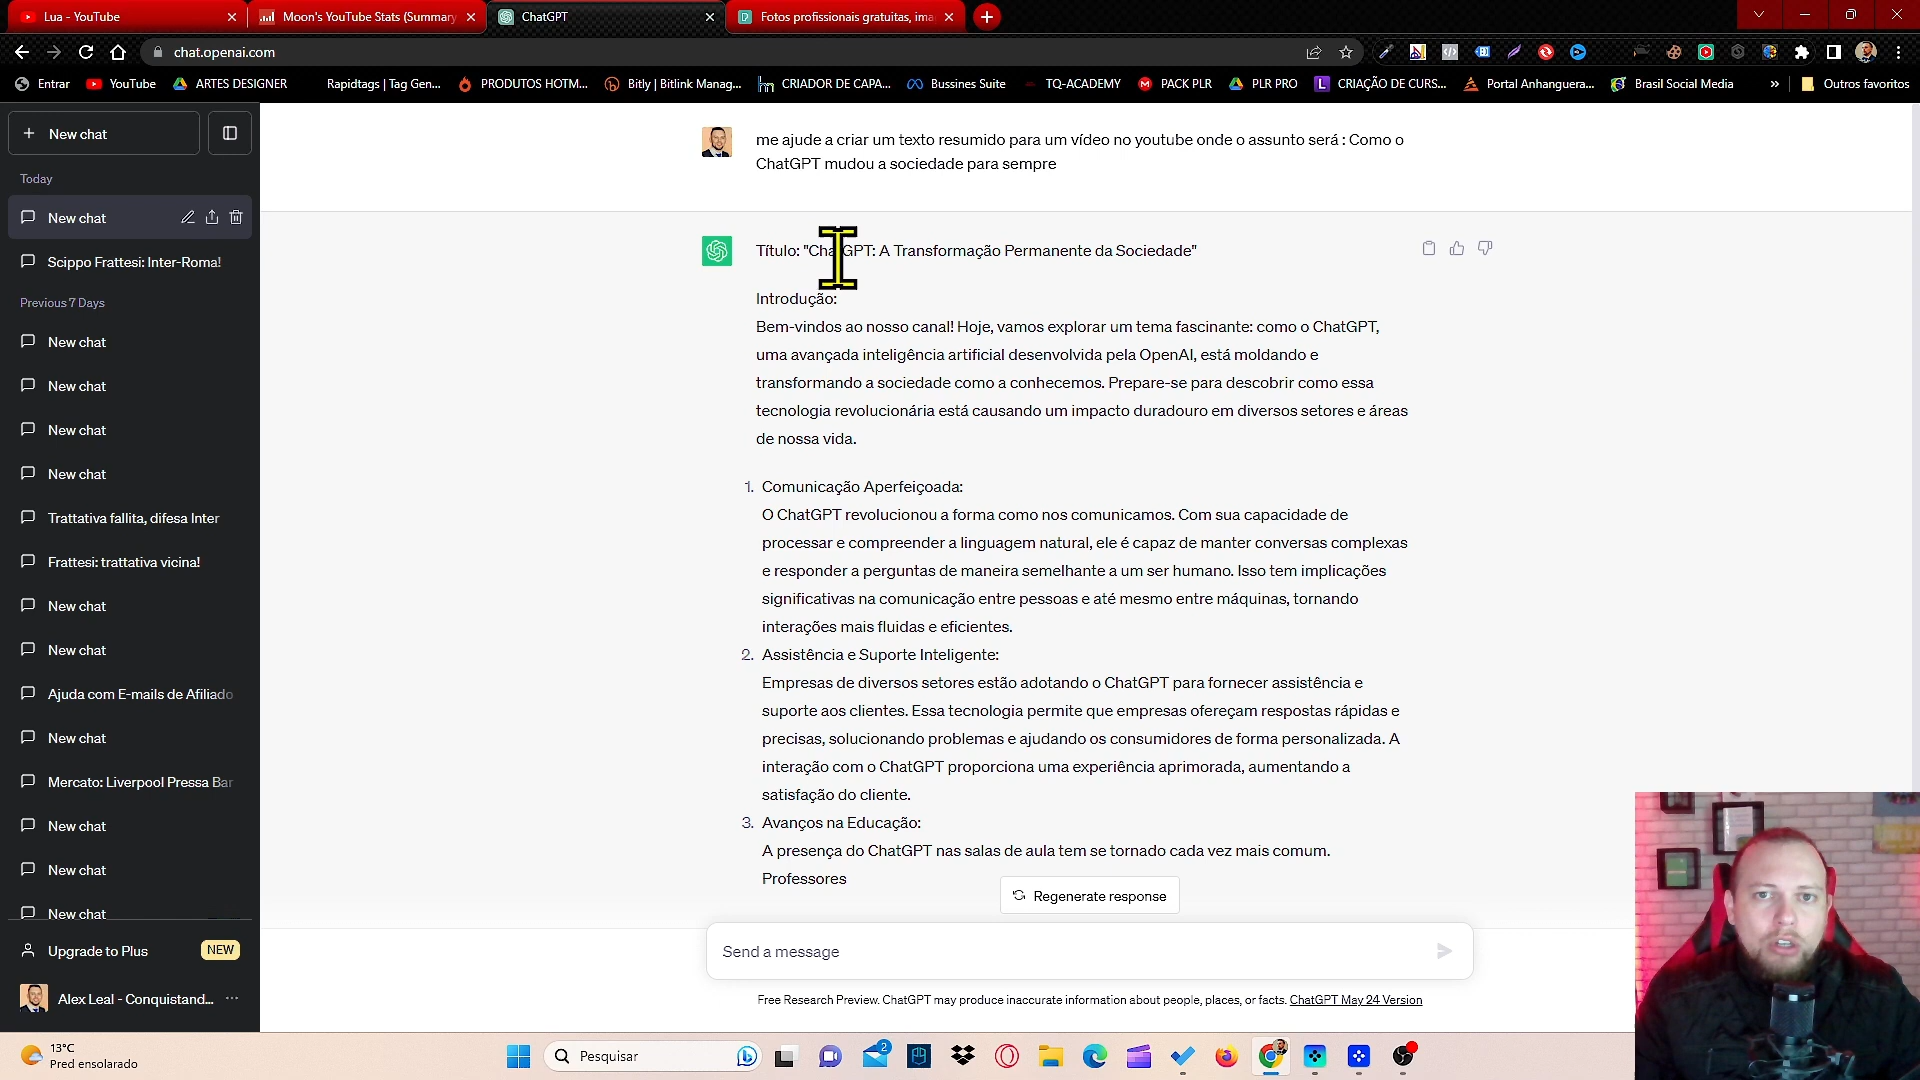 Lua - YouTube
Moon's YouTube Stats (Summary
ChatGPT
Fotos profissionais gratuitas, ima
chat.openai.com
Entrar
YouTube
ARTES DESIGNER
Rapidtags | Tag Gen...
PRODUTOS HOTM...
Bitly | Bitlink Manag...
CRIADOR DE CAPA...
Bussines Suite
TQ-ACADEMY
PACK PLR
PLR PRO
CRIAÇÃO DE CURS...
Portal Anhanguera...
Brasil Social Media
»
Outros favoritos
New chat
Today
New chat
Scippo Frattesi: Inter-Roma!
Previous 7 Days
New chat
New chat
New chat
New chat
Trattativa fallita, difesa Inter
Frattesi: trattativa vicina!
New chat
New chat
Ajuda com E-mails de Afiliado
New chat
Mercato: Liverpool Pressa Bar
New chat
New chat
New chat
Upgrade to Plus
NEW
Alex Leal - Conquistand...
me ajude a criar um texto resumido para um vídeo no youtube onde o assunto será : Como o
ChatGPT mudou a sociedade para sempre
Título: "ChatGPT: A Transformação Permanente da Sociedade"
Introdução:
Bem-vindos ao nosso canal! Hoje, vamos explorar um tema fascinante: como o ChatGPT,
uma avançada inteligência artificial desenvolvida pela OpenAI, está moldando e
transformando a sociedade como a conhecemos. Prepare-se para descobrir como essa
tecnologia revolucionária está causando um impacto duradouro em diversos setores e áreas
de nossa vida.
1. Comunicação Aperfeiçoada:
O ChatGPT revolucionou a forma como nos comunicamos. Com sua capacidade de
processar e compreender a linguagem natural, ele é capaz de manter conversas complexas
e responder a perguntas de maneira semelhante a um ser humano. Isso tem implicações
significativas na comunicação entre pessoas e até mesmo entre máquinas, tornando
interações mais fluidas e eficientes.
2. Assistência e Suporte Inteligente:
Empresas de diversos setores estão adotando o ChatGPT para fornecer assistência e
suporte aos clientes. Essa tecnologia permite que empresas ofereçam respostas rápidas e
precisas, solucionando problemas e ajudando os consumidores de forma personalizada. A
interação com o ChatGPT proporciona uma experiência aprimorada, aumentando a
satisfação do cliente.
3. Avanços na Educação:
A presença do ChatGPT nas salas de aula tem se tornado cada vez mais comum.
Professores
Regenerate response
Send a message
Free Research Preview. ChatGPT may produce inaccurate information about people, places, or facts. ChatGPT May 24 Version
13°C
Pred ensolarado
Pesquisar
2